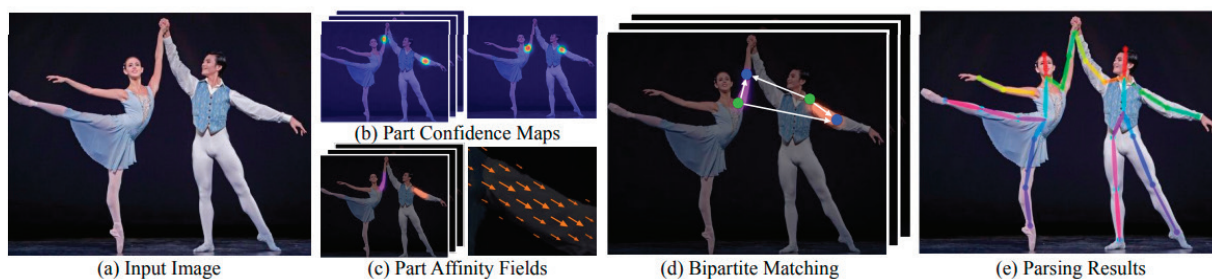 (a) Input Image
(b) Part Confidence Maps
(c) Part Affinity Fields
(d) Bipartite Matching
(e) Parsing Results